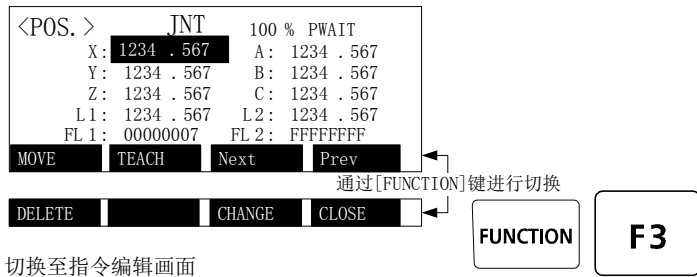 <POS. > JNT 100 % PWAIT
X: 1234 . 567 A: 1234 . 567
Y: 1234 . 567 B: 1234 . 567
Z: 1234 . 567 C: 1234 . 567
L1: 1234 . 567 L2: 1234 . 567
FL1: 00000007 FL2: FFFFFFFF
MOVE TEACH Next Prev
通过[FUNCTION]键进行切换
DELETE CHANGE CLOSE
FUNCTION F3
切换至指令编辑画面